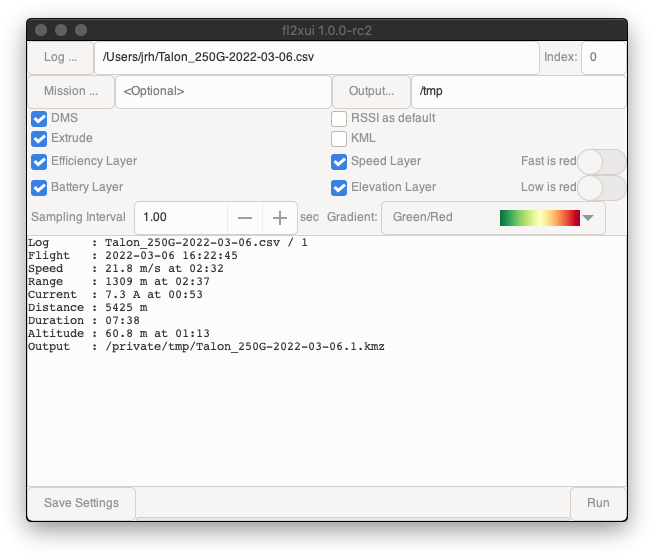 fl2xui 1.0.0-rc2
Log ... /Users/jrh/Talon_250G-2022-03-06.csv Index: 0
Mission ... <Optional> Output... /tmp
DMS RSSI as default
Extrude KML
Efficiency Layer Speed Layer Fast is red
Battery Layer Elevation Layer Low is red
Sampling Interval 1.00 sec Gradient: Green/Red
Log : Talon_250G-2022-03-06.csv / 1
Flight : 2022-03-06 16:22:45
Speed : 21.8 m/s at 02:32
Range : 1309 m at 02:37
Current : 7.3 A at 00:53
Distance : 5425 m
Duration : 07:38
Altitude : 60.8 m at 01:13
Output : /private/tmp/Talon_250G-2022-03-06.1.kmz
Save Settings Run